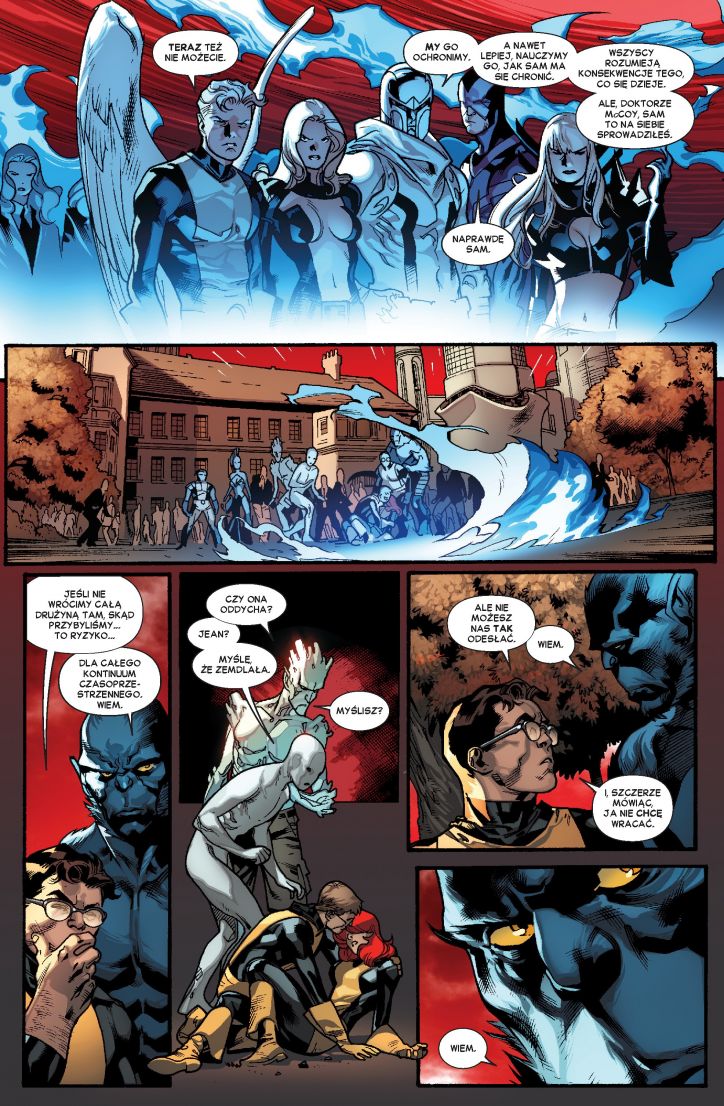 TERAZ TEŻ
NIE MOŻECIE.
MY GO
OCHRONIMY.
A NAWET
LEPIEJ, NAUCZYMY
GO, JAK SAM MA
SIĘ CHRONIĆ.
WSZYSCY
ROZUMIEJĄ
KONSEKWENCJE TEGO,
CO SIĘ DZIEJE.
ALE, DOKTORZE
McCOY, SAM
TO NA SIEBIE
SPROWADZIŁEŚ.
NAPRAWDĘ
SAM.
JEŚLI NIE
WRÓCIMY CAŁĄ
DRUŻYNĄ TAM, SKĄD
PRZYBYLIŚMY...
TO RYZYKO...
DLA CAŁEGO
KONTINUUM
CZASOPRZE-
STRZENNEGO.
WIEM.
CZY ONA
ODDYCHA?
JEAN?
MYŚLĘ,
ŻE ZEMDLAŁA.
MYŚLISZ?
ALE NIE
MOŻESZ
NAS TAK
ODESŁAĆ.
WIEM.
I, SZCZERZE
MÓWIĄC,
JA NIE CHCĘ
WRACAĆ.
WIEM.